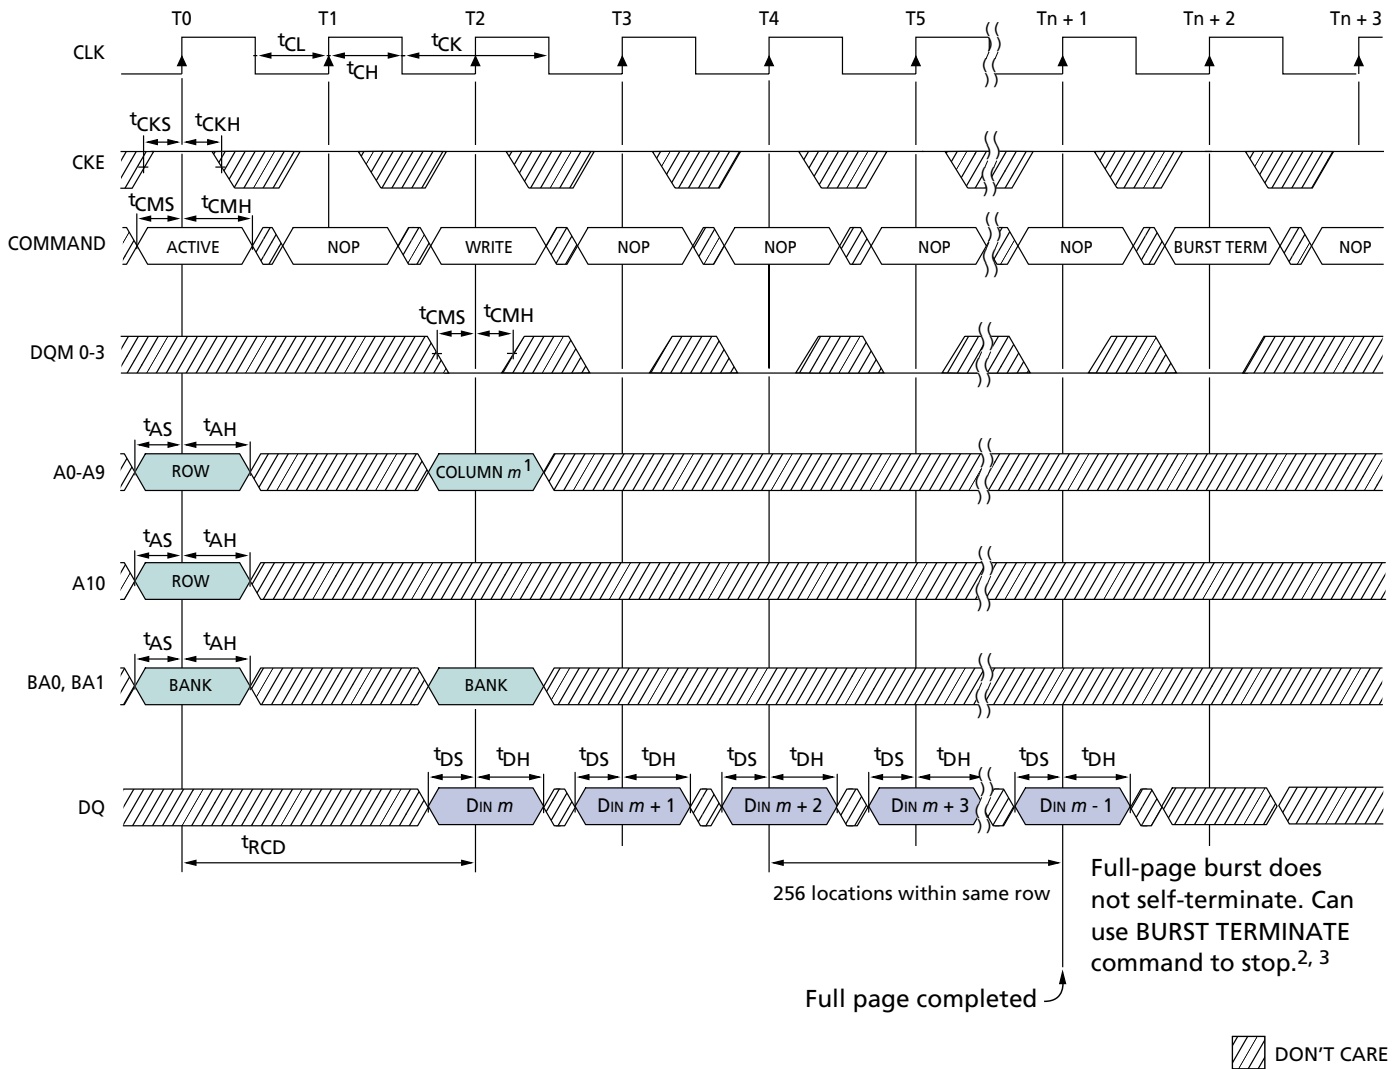 T0 T1 T2 T3 T4 T5 Tn + 1 Tn + 2 Tn + 3
CLK
tCL tCH tCK
tCKS tCKH
CKE
tCMS tCMH
COMMAND ACTIVE NOP WRITE NOP NOP NOP NOP BURST TERM NOP
tCMS tCMH
DQM 0-3
tAS tAH
A0-A9 ROW COLUMN m1
tAS tAH
A10 ROW
tAS tAH
BA0, BA1 BANK BANK
tDS tDH tDS tDH tDS tDH tDS tDH tDS tDH
DQ DIN m DIN m + 1 DIN m + 2 DIN m + 3 DIN m - 1
tRCD
256 locations within same row
Full-page burst does
not self-terminate. Can
use BURST TERMINATE
command to stop.2, 3
Full page completed
DON'T CARE